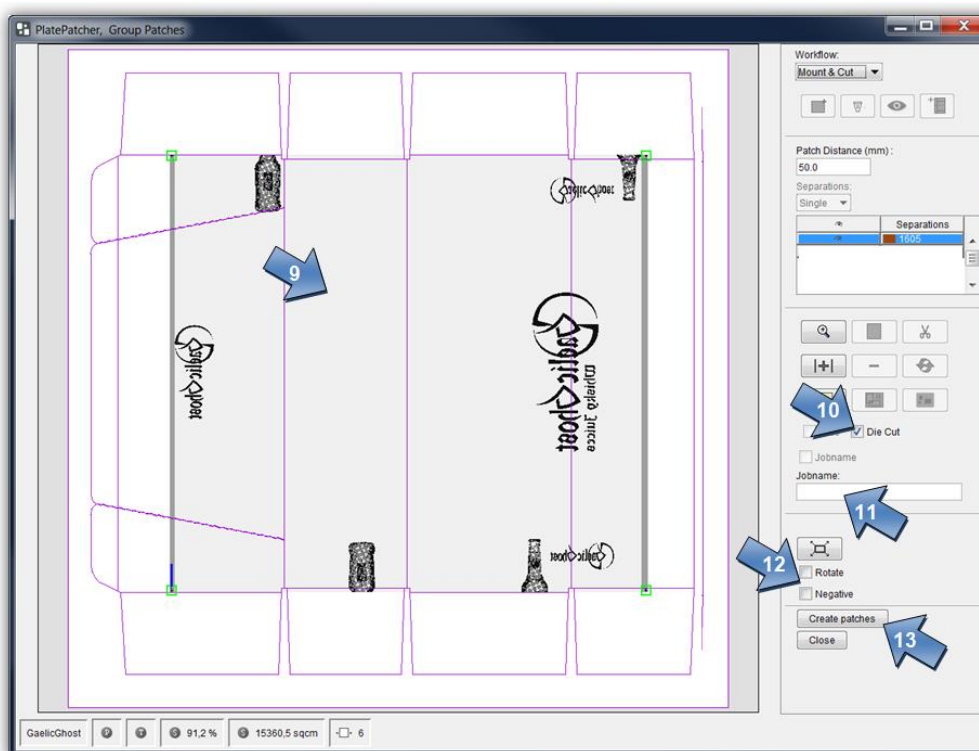 PlatePatcher, Group Patches
Workflow:
Mount & Cut
Patch Distance (mm) :
50.0
Separations:
Single
Separations
1605
9
10
Die Cut
Jobname
Jobname:
11
12
Rotate
Negative
Create patches
13
Close
GaelicGhost P T S 91,2 % S 15360,5 sqcm 6